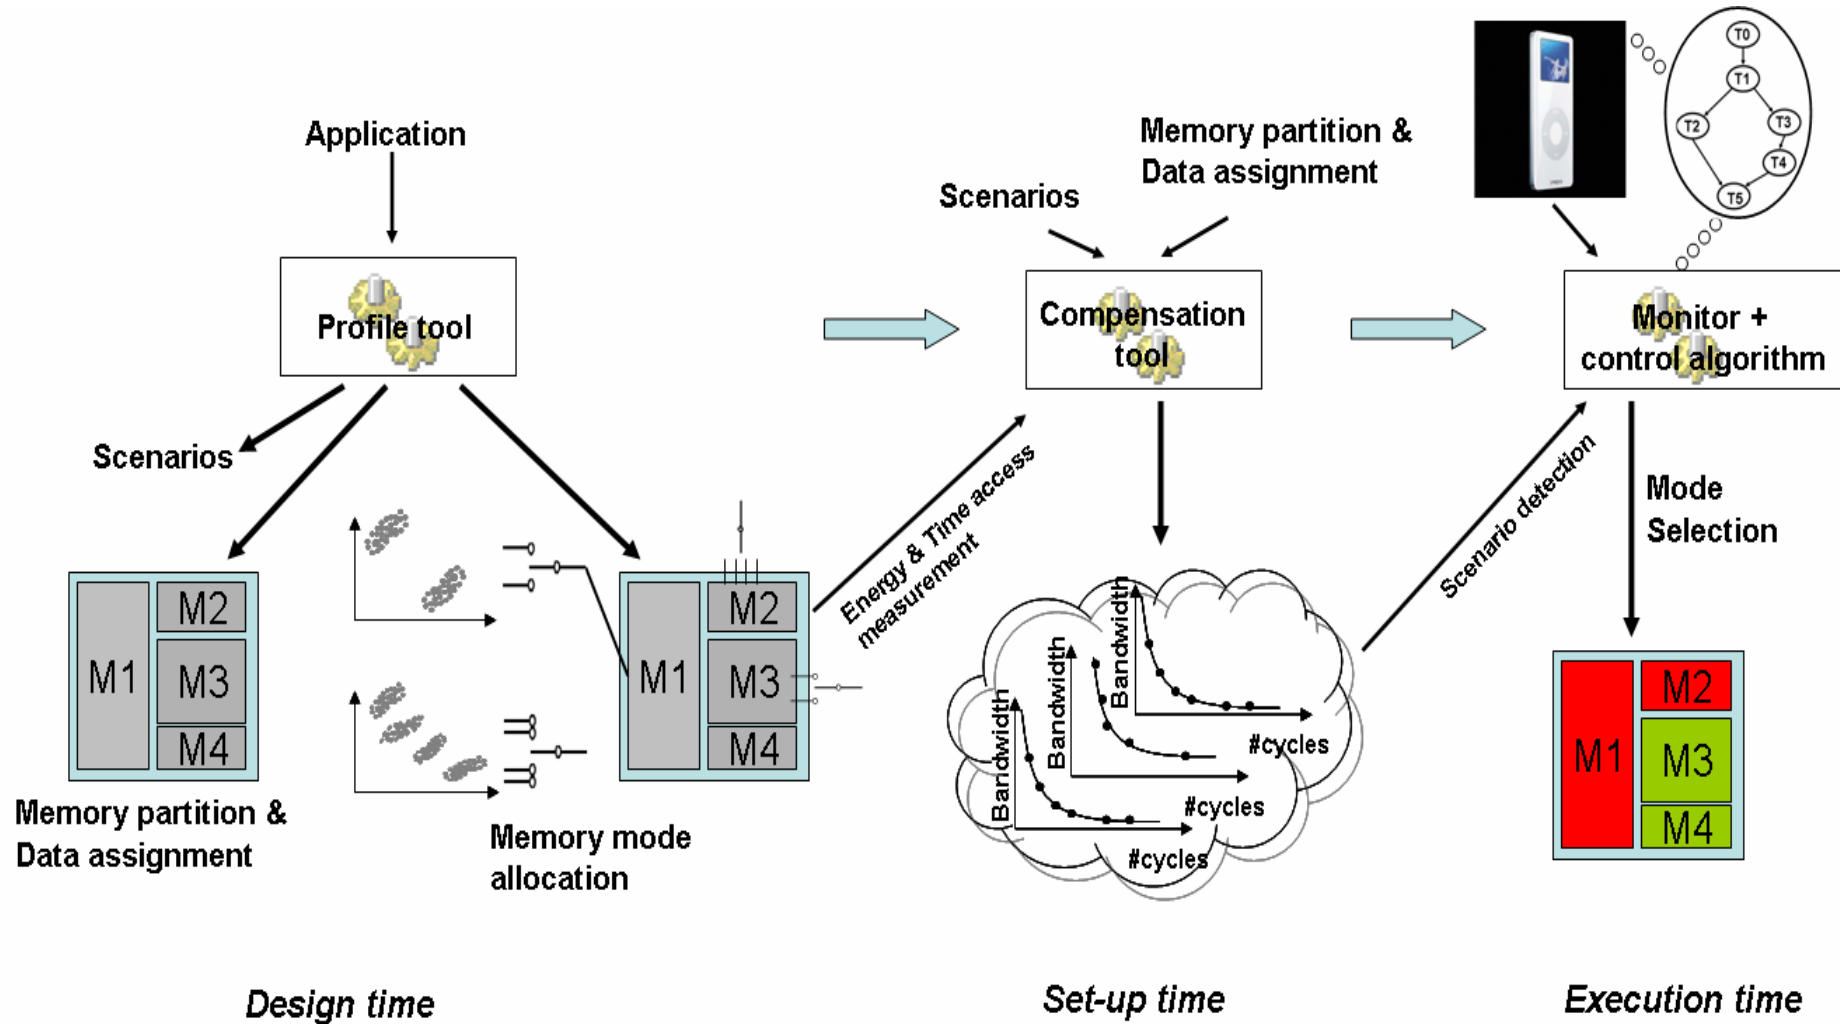 Application
Profile tool
Scenarios
M1
M2
M3
M4
Memory partition &
Data assignment
Memory mode
allocation
M1
M2
M3
M4
Design time
Energy & Time access
measurement
Scenarios
Memory partition &
Data assignment
Compensation
tool
Bandwidth
#cycles
Bandwidth
#cycles
Bandwidth
#cycles
Set-up time
Scenario detection
T0
T1
T2
T3
T4
T5
Monitor +
control algorithm
Mode
Selection
M1
M2
M3
M4
Execution time